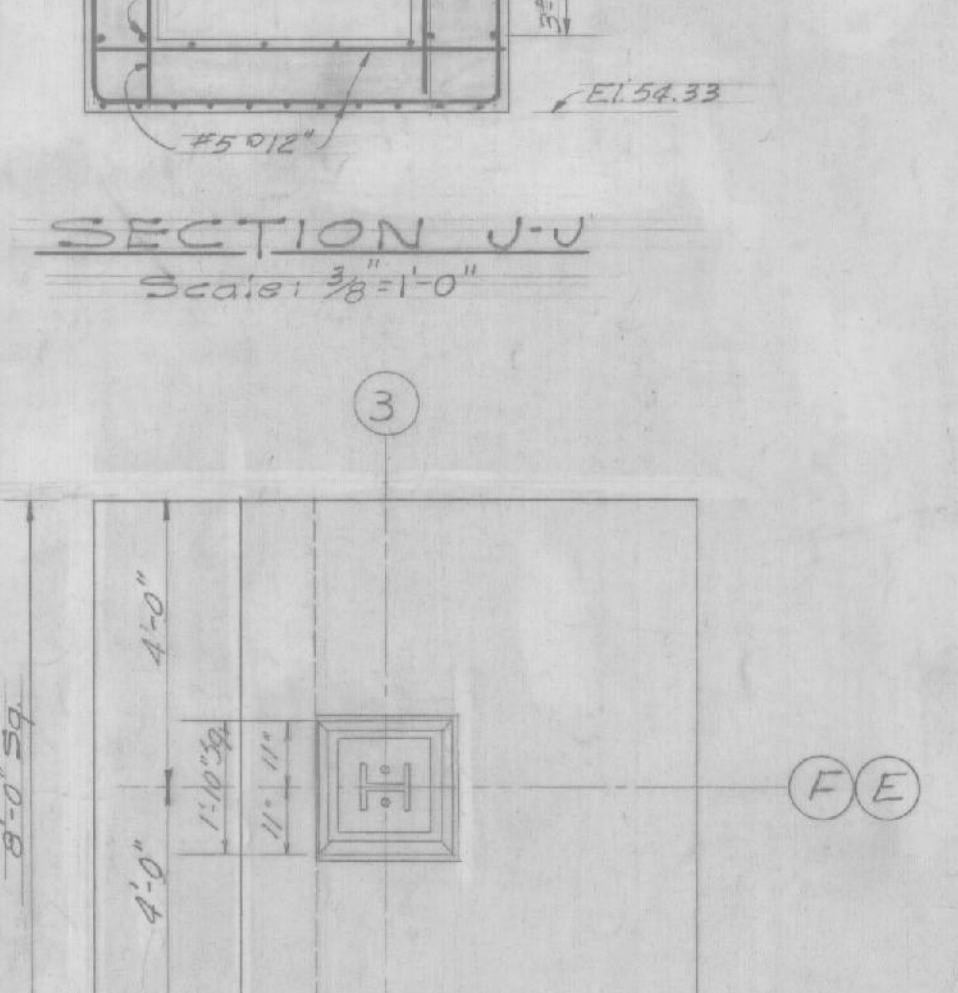 El. 54.33
#5 @ 12"
SECTION J-J
Scale: 3/8" = 1'-0"
3
4'-0"
8'-0" Sq.
1'-10" Sq.
11"
11"
F E
4'-0"